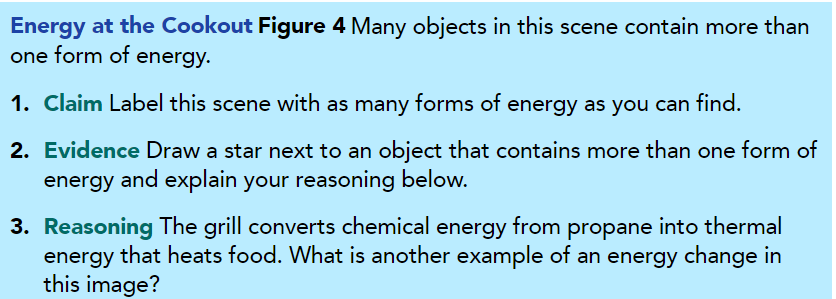 Energy at the Cookout Figure 4 Many objects in this scene contain more than
one form of energy.
1. Claim Label this scene with as many forms of energy as you can find.
2. Evidence Draw a star next to an object that contains more than one form of
energy and explain your reasoning below.
3. Reasoning The grill converts chemical energy from propane into thermal
energy that heats food. What is another example of an energy change in
this image?